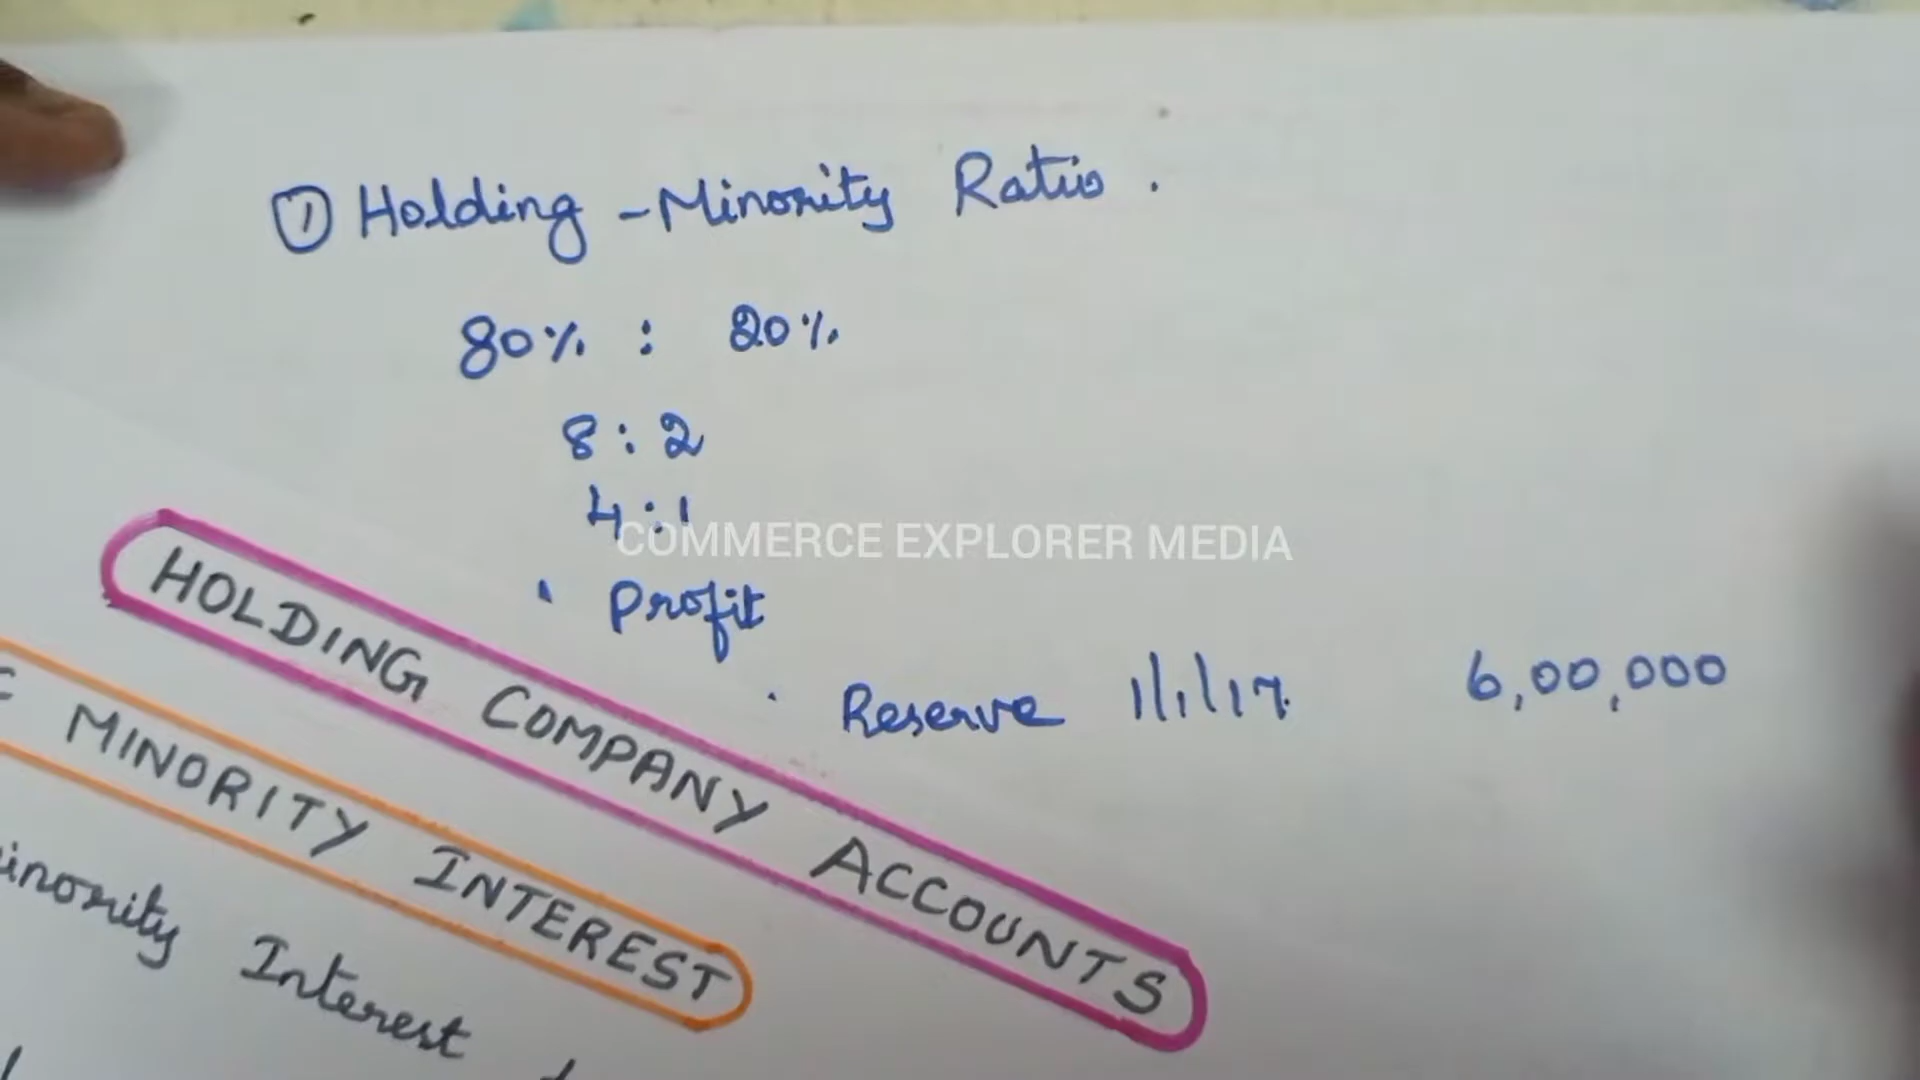 ① Holding - Minority Ratio .
80% : 20%
8 : 2
4 : 1
COMMERCE EXPLORER MEDIA
Profit
Reserve 1/1/17. 6,00,000
HOLDING COMPANY ACCOUNTS
MINORITY INTEREST
Interest